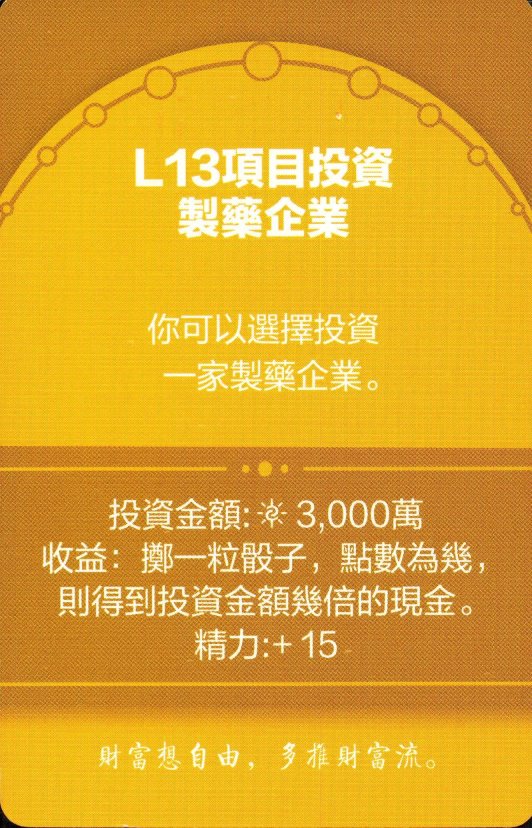 L13項目投資
製藥企業
你可以選擇投資
一家製藥企業。
投資金額: 3,000萬
收益：擲一粒骰子，點數為幾，
則得到投資金額幾倍的現金。
精力:+ 15
財富想自由，多推財富流。